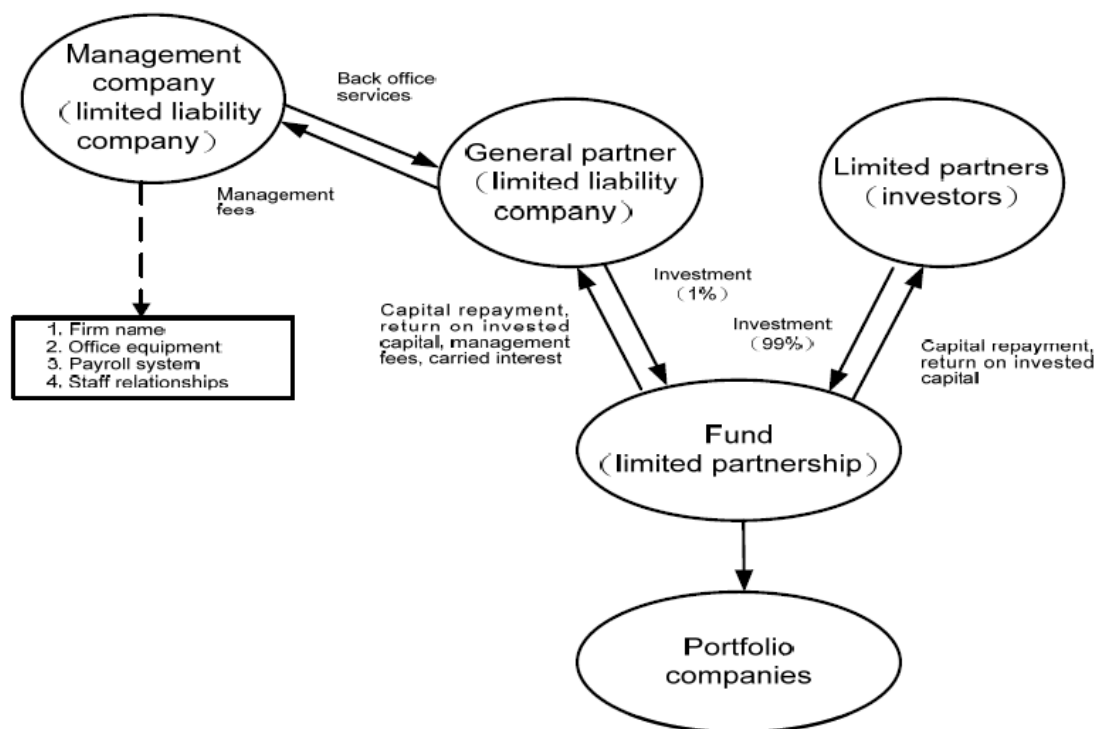 Management
company
（limited liability
company）
Back office
services
Management
fees
General partner
（limited liability
company）
Limited partners
（investors）
1. Firm name
2. Office equipment
3. Payroll system
4. Staff relationships
Capital repayment,
return on invested
capital, management
fees, carried interest
Investment
（1%）
Investment
（99%）
Capital repayment,
return on invested
capital
Fund
（limited partnership）
Portfolio
companies